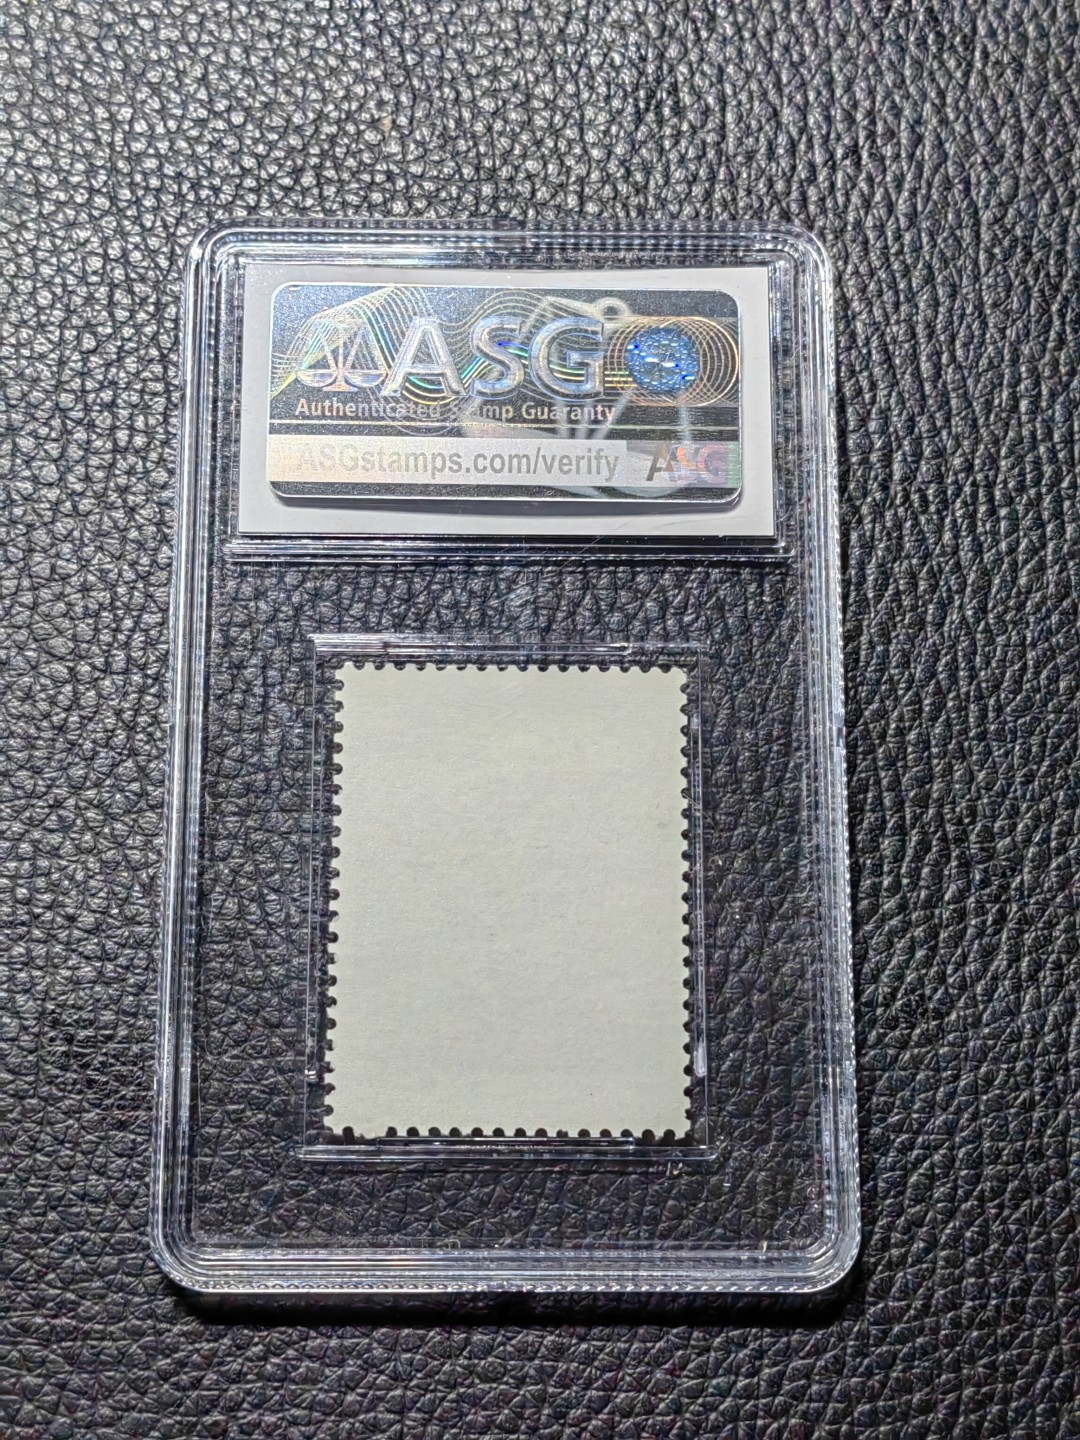 ASG
Authenticated Stamp Guaranty
ASGstamps.com/verify ASG